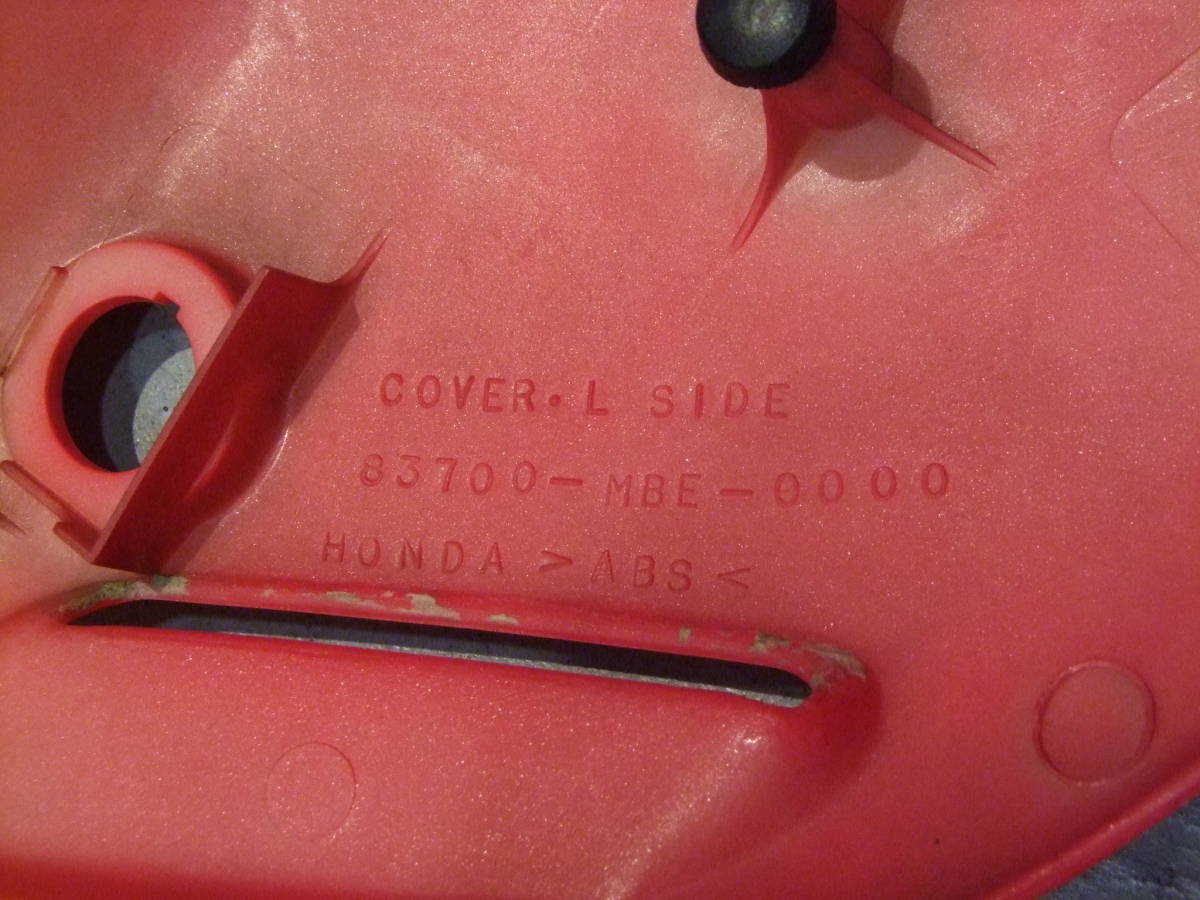 COVER・L SIDE
83700-MBE-0000
HONDA >ABS<